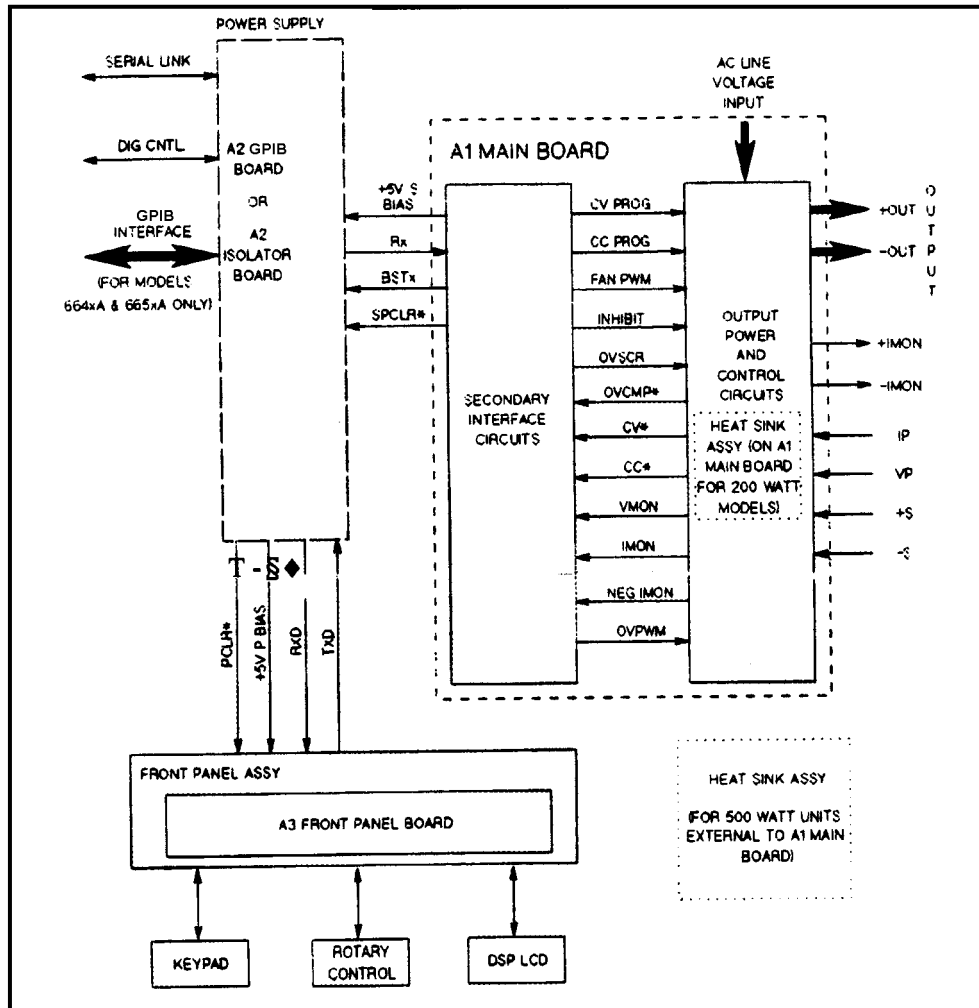 POWER SUPPLY
SERIAL LINK
DIG CNTL
GPIB
INTERFACE
(FOR MODELS
664xA & 665xA ONLY)
A2 GPIB
BOARD
OR
A2
ISOLATOR
BOARD
+5V S
BIAS
Rx
BSTx
SPCLR*
AC LINE
VOLTAGE
INPUT
A1 MAIN BOARD
SECONDARY
INTERFACE
CIRCUITS
CV PROG
CC PROG
FAN PWM
INHIBIT
OVSCR
OVCMP*
CV*
CC*
VMON
IMON
NEG IMON
OVPWM
OUTPUT
POWER
AND
CONTROL
CIRCUITS
HEAT SINK
ASSY (ON A1
MAIN BOARD
FOR 200 WATT
MODELS)
+OUT
-OUT
OUTPUT
+IMON
-IMON
IP
VP
+S
-S
PCLR*
+5V P BIAS
RXD
TXD
FRONT PANEL ASSY
A3 FRONT PANEL BOARD
KEYPAD
ROTARY
CONTROL
DSP LCD
HEAT SINK ASSY
(FOR 500 WATT UNITS
EXTERNAL TO A1 MAIN
BOARD)